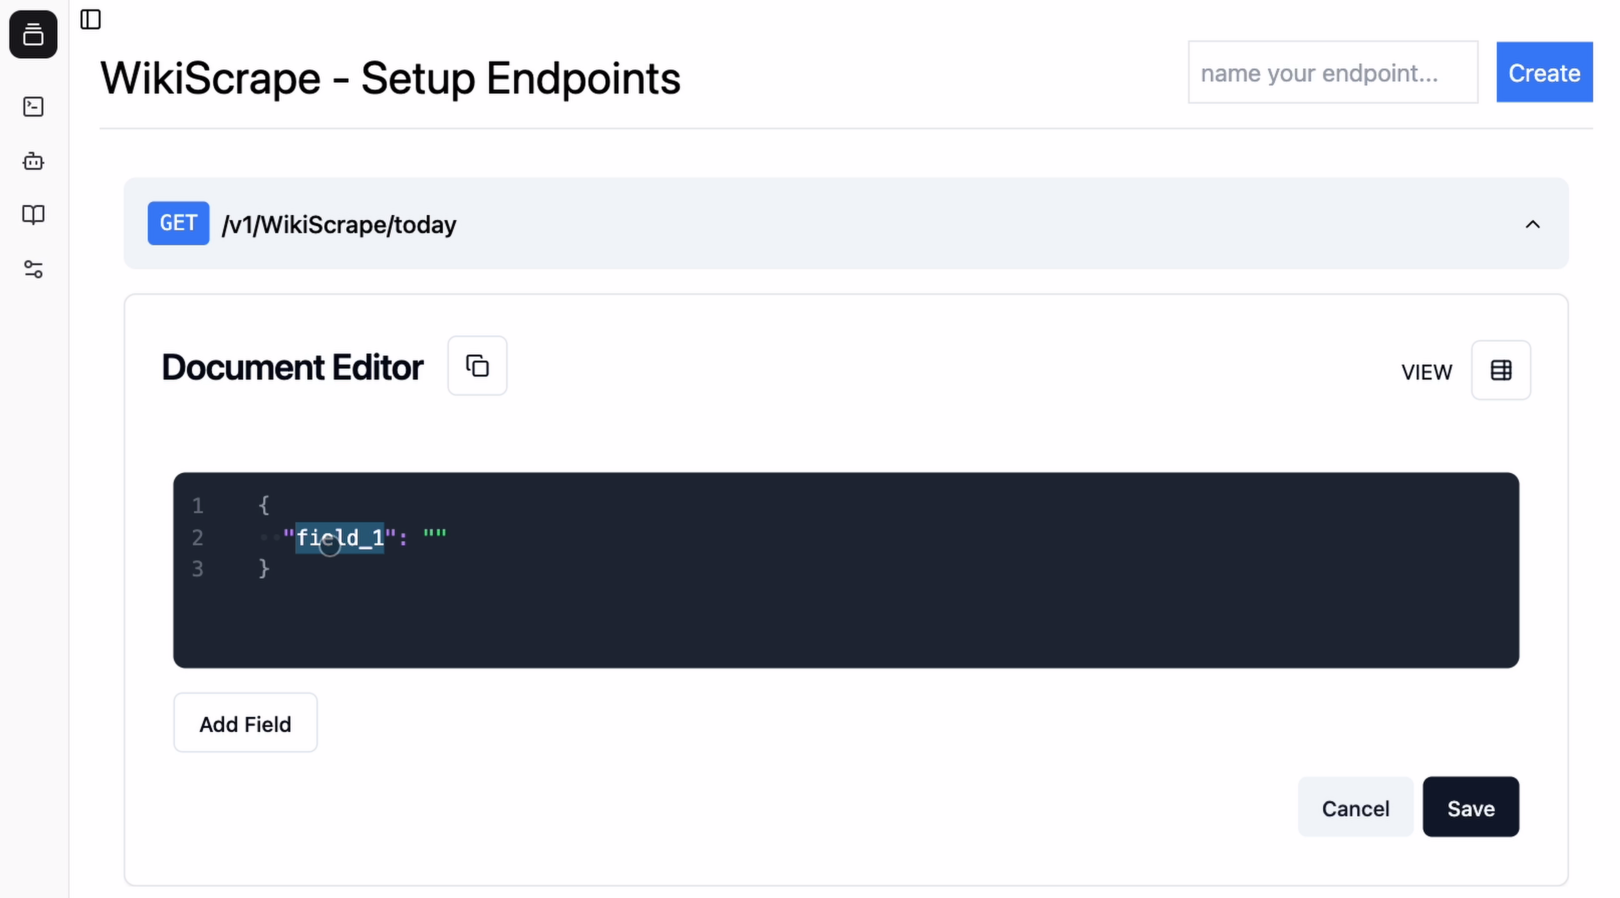 WikiScrape - Setup Endpoints
name your endpoint...
Create
GET /v1/WikiScrape/today
Document Editor
VIEW
1 {
2 "field_1": ""
3 }
Add Field
Cancel
Save